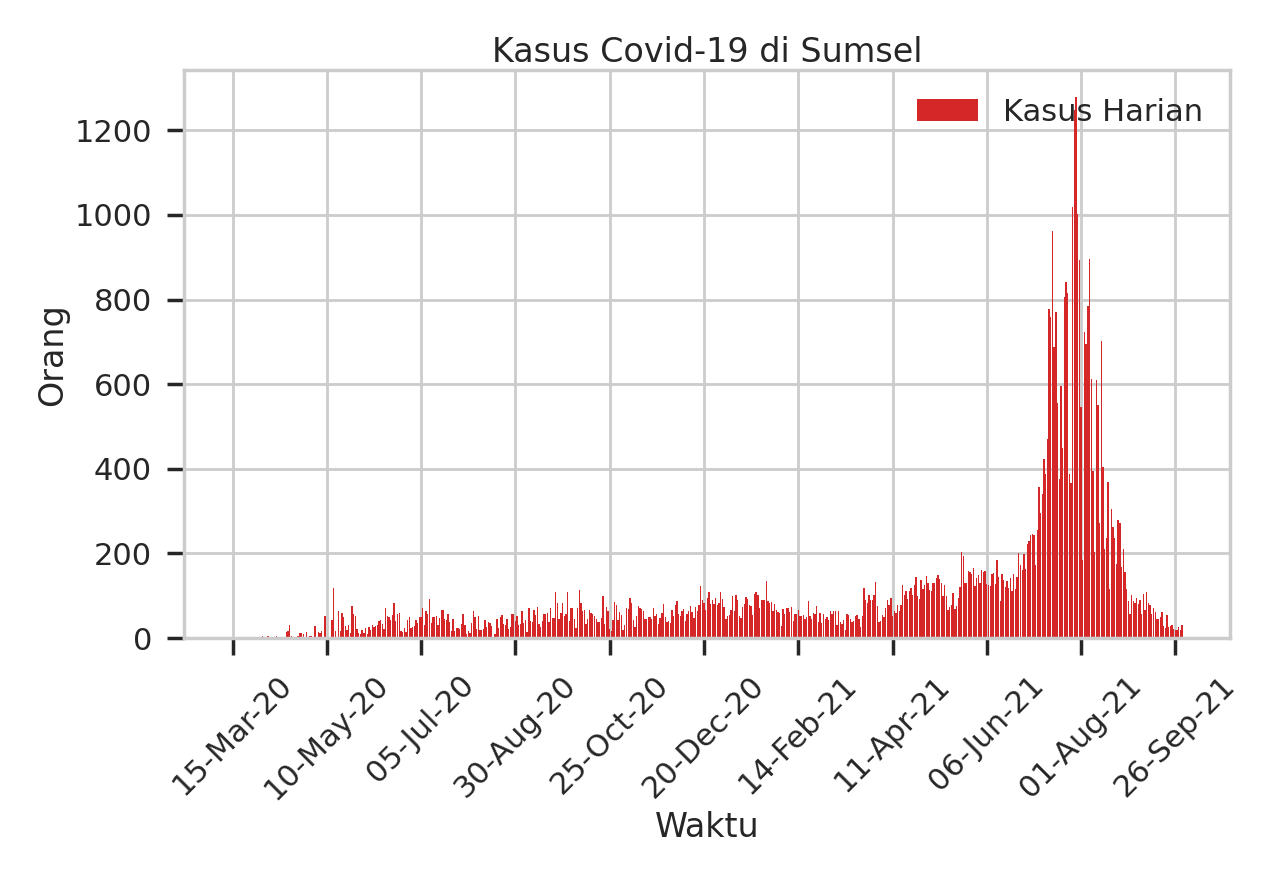 Kasus Covid-19 di Sumsel
Kasus Harian
1200
1000
800
600
400
200
0
Orang
15-Mar-20
10-May-20
05-Jul-20
30-Aug-20
25-Oct-20
20-Dec-20
14-Feb-21
11-Apr-21
06-Jun-21
01-Aug-21
26-Sep-21
Waktu